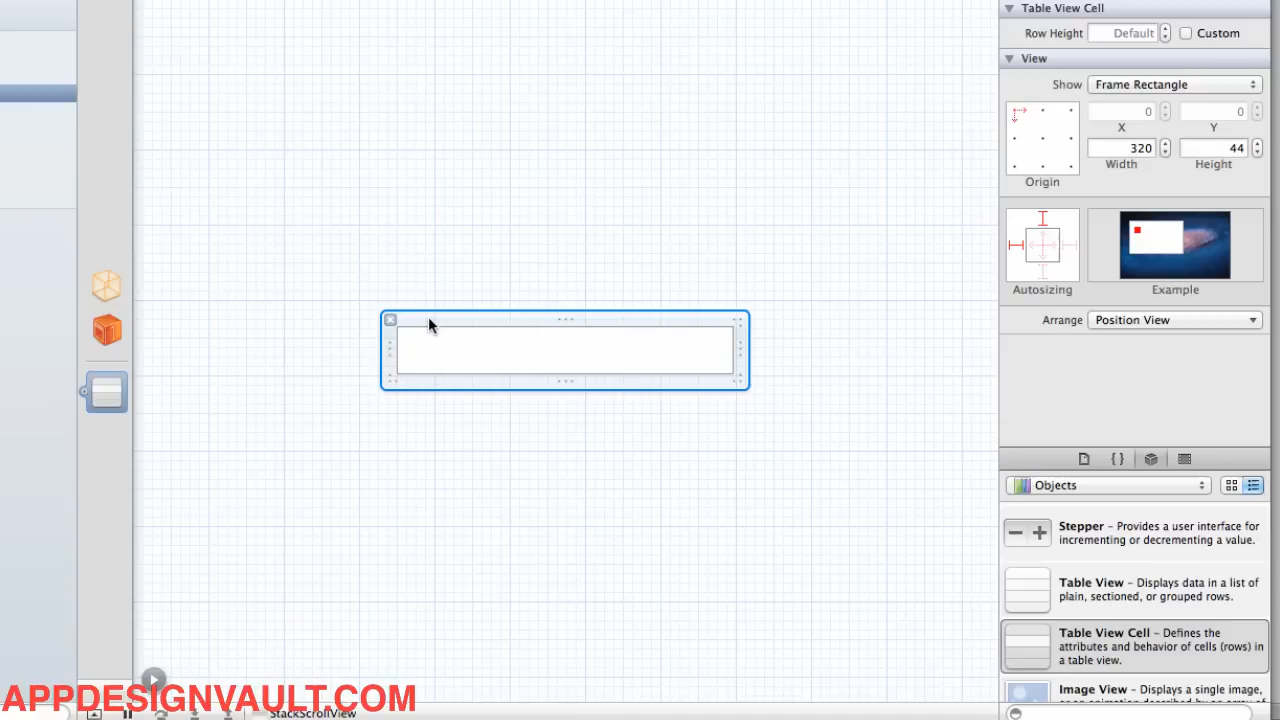 Table View Cell
Row Height Default Custom
View
Show Frame Rectangle
0 0
X Y
320 44
Width Height
Origin
Autosizing Example
Arrange Position View
{ }
Objects
Stepper – Provides a user interface for
incrementing or decrementing a value.
Table View – Displays data in a list of
plain, sectioned, or grouped rows.
Table View Cell – Defines the
attributes and behavior of cells (rows) in
a table view.
Image View – Displays a single image,
APPDESIGNVAULT.COM
StackScrollView